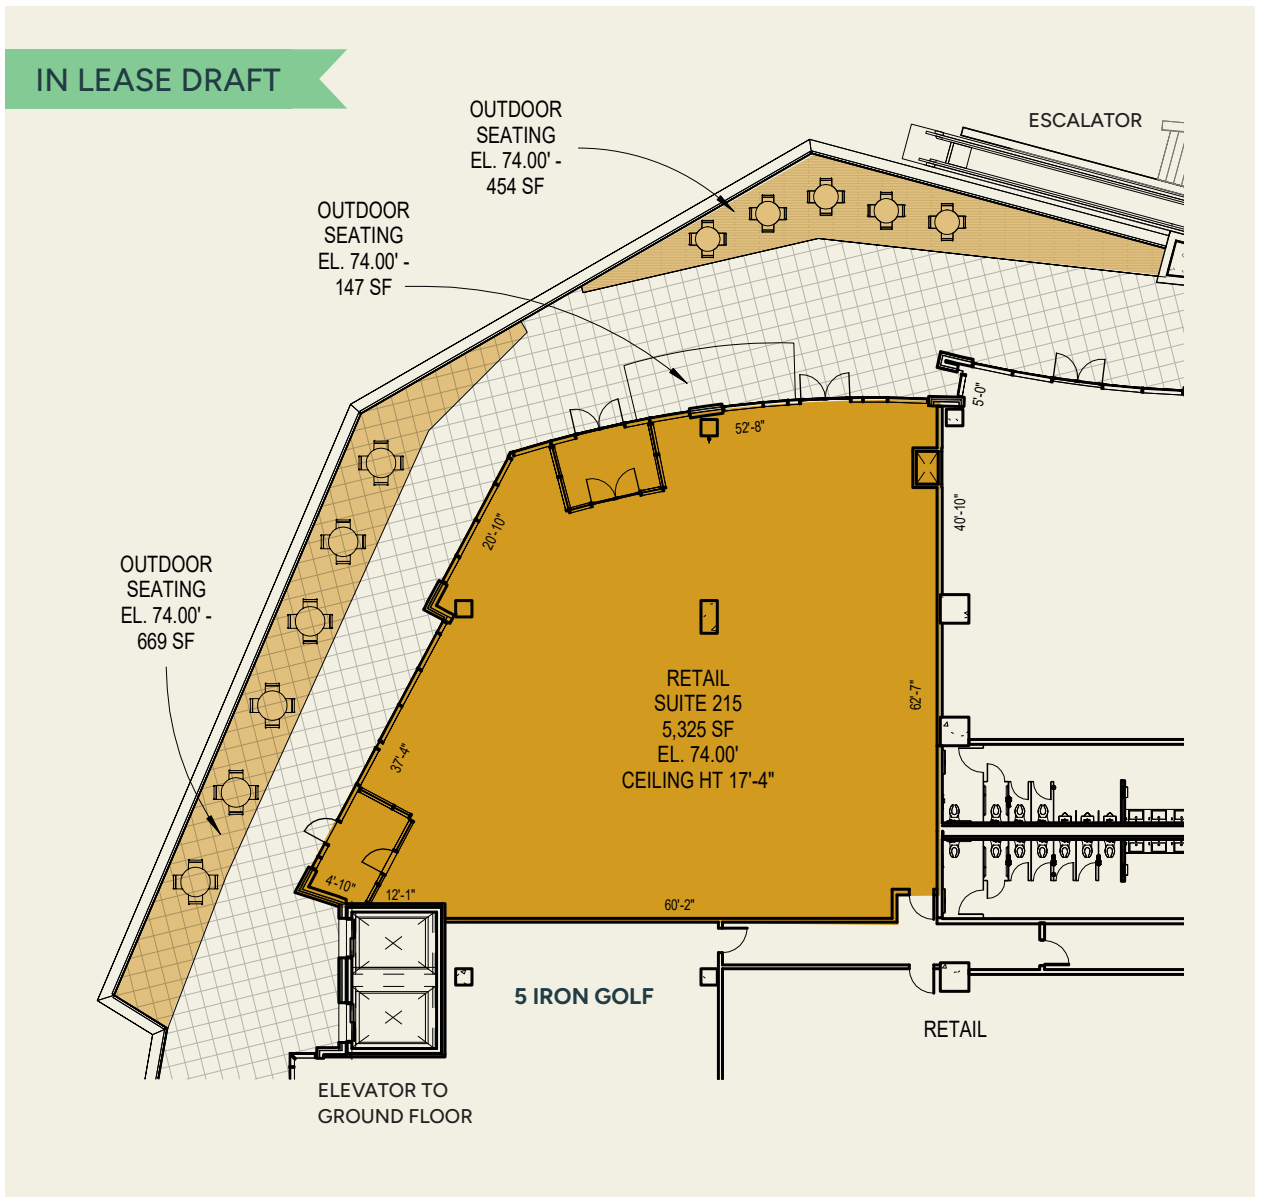 IN LEASE DRAFT
OUTDOOR
SEATING
EL. 74.00' -
454 SF
ESCALATOR
OUTDOOR
SEATING
EL. 74.00' -
147 SF
5'-0"
52'-8"
40'-10"
20'-10"
OUTDOOR
SEATING
EL. 74.00' -
669 SF
RETAIL
SUITE 215
5,325 SF
EL. 74.00'
CEILING HT 17'-4"
62'-7"
37'-4"
4'-10"
12'-1"
60'-2"
5 IRON GOLF
RETAIL
ELEVATOR TO
GROUND FLOOR